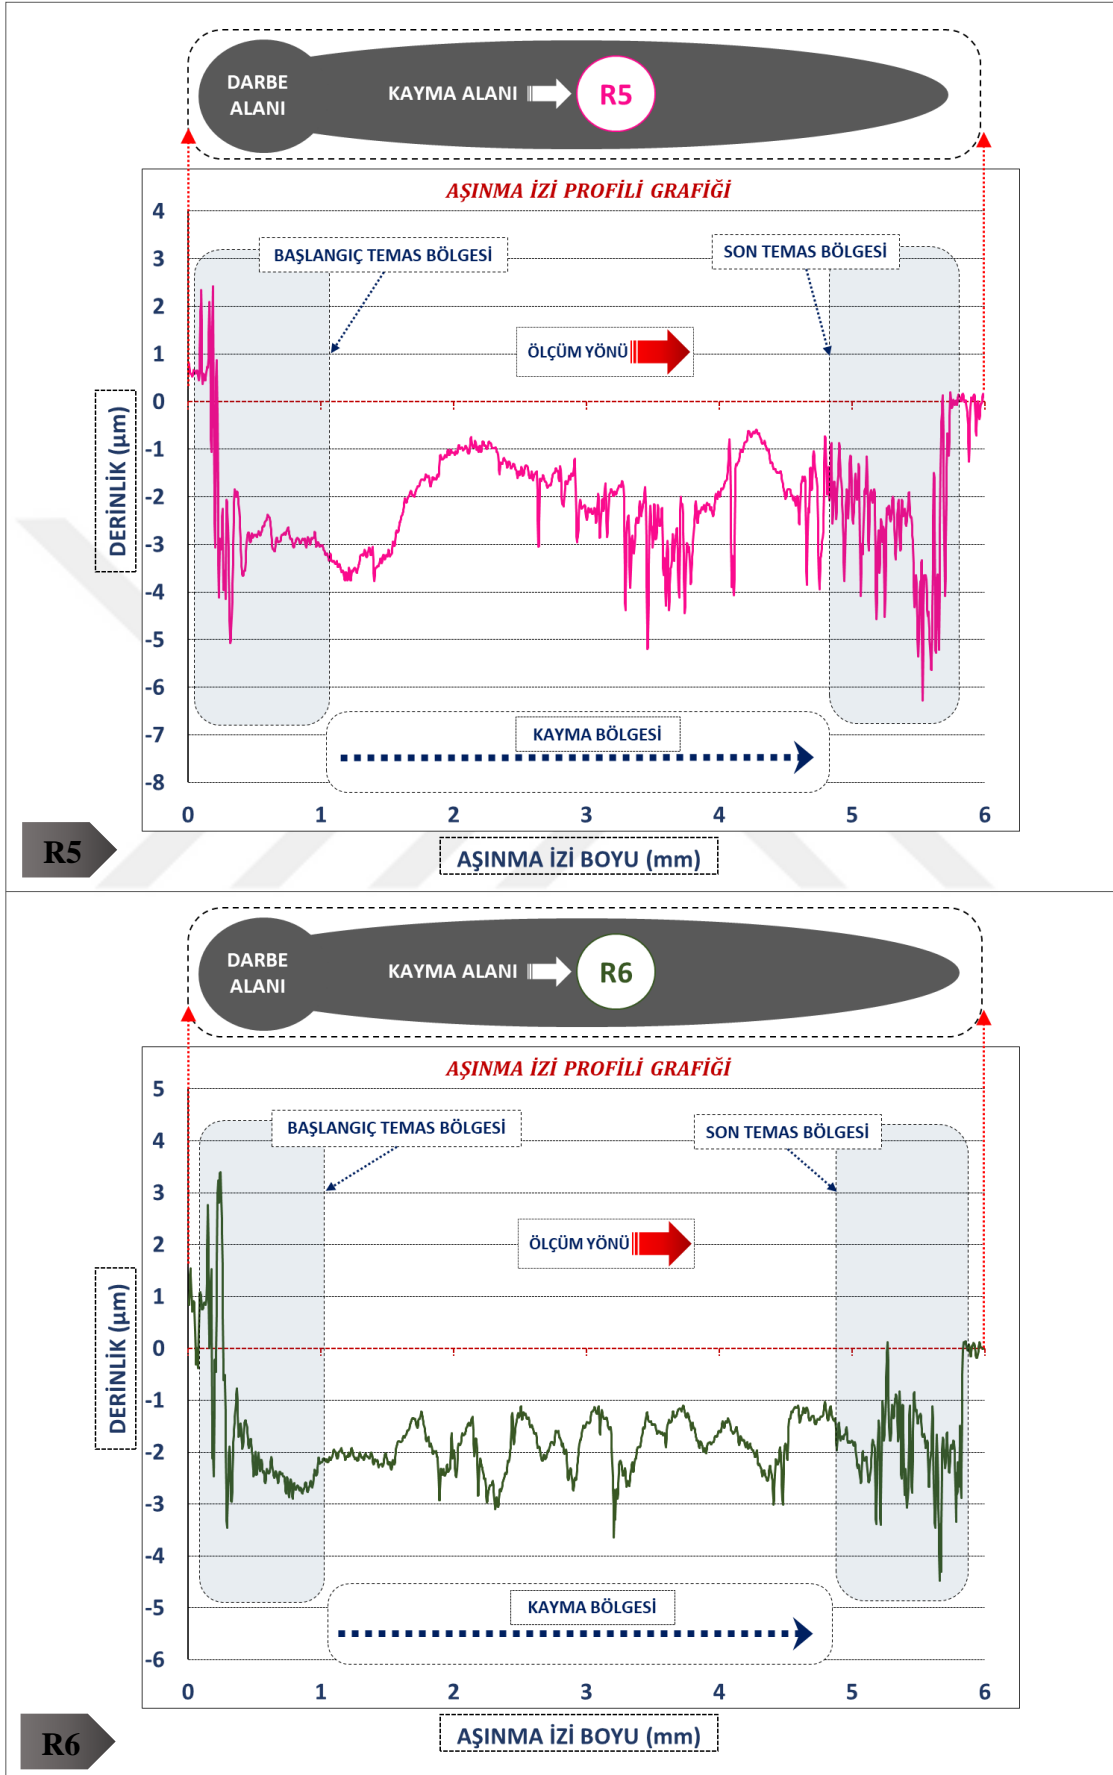 DARBE
ALANI
KAYMA ALANI
R5
AŞINMA İZİ PROFİLİ GRAFİĞİ
4
3
2
1
0
-1
-2
-3
-4
-5
-6
-7
-8
BAŞLANGIÇ TEMAS BÖLGESİ
SON TEMAS BÖLGESİ
ÖLÇÜM YÖNÜ
DERİNLİK (µm)
KAYMA BÖLGESİ
0 1 2 3 4 5 6
R5
AŞINMA İZİ BOYU (mm)
DARBE
ALANI
KAYMA ALANI
R6
AŞINMA İZİ PROFİLİ GRAFİĞİ
5
4
3
2
1
0
-1
-2
-3
-4
-5
-6
BAŞLANGIÇ TEMAS BÖLGESİ
SON TEMAS BÖLGESİ
ÖLÇÜM YÖNÜ
DERİNLİK (µm)
KAYMA BÖLGESİ
0 1 2 3 4 5 6
R6
AŞINMA İZİ BOYU (mm)